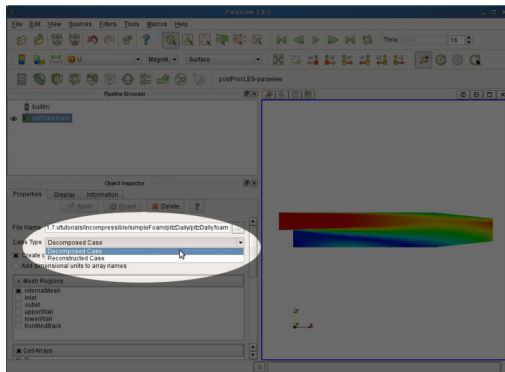 ParaView 3.8.0
File Edit View Sources Filters Tools Macros Help
Time:
16
U
Magnitu
Surface
postProcLES-paraview
Pipeline Browser
builtin:
pitzDaily.foam
Object Inspector
Properties Display Information
Apply Reset Delete ?
File Name 1.7.x/tutorials/incompressible/simpleFoam/pitzDaily/pitzDaily.foam ...
Case Type Decomposed Case
Decomposed Case
Reconstructed Case
Create c
Add dimensional units to array names
Mesh Regions
internalMesh
inlet
outlet
upperWall
lowerWall
frontAndBack
Cell Arrays